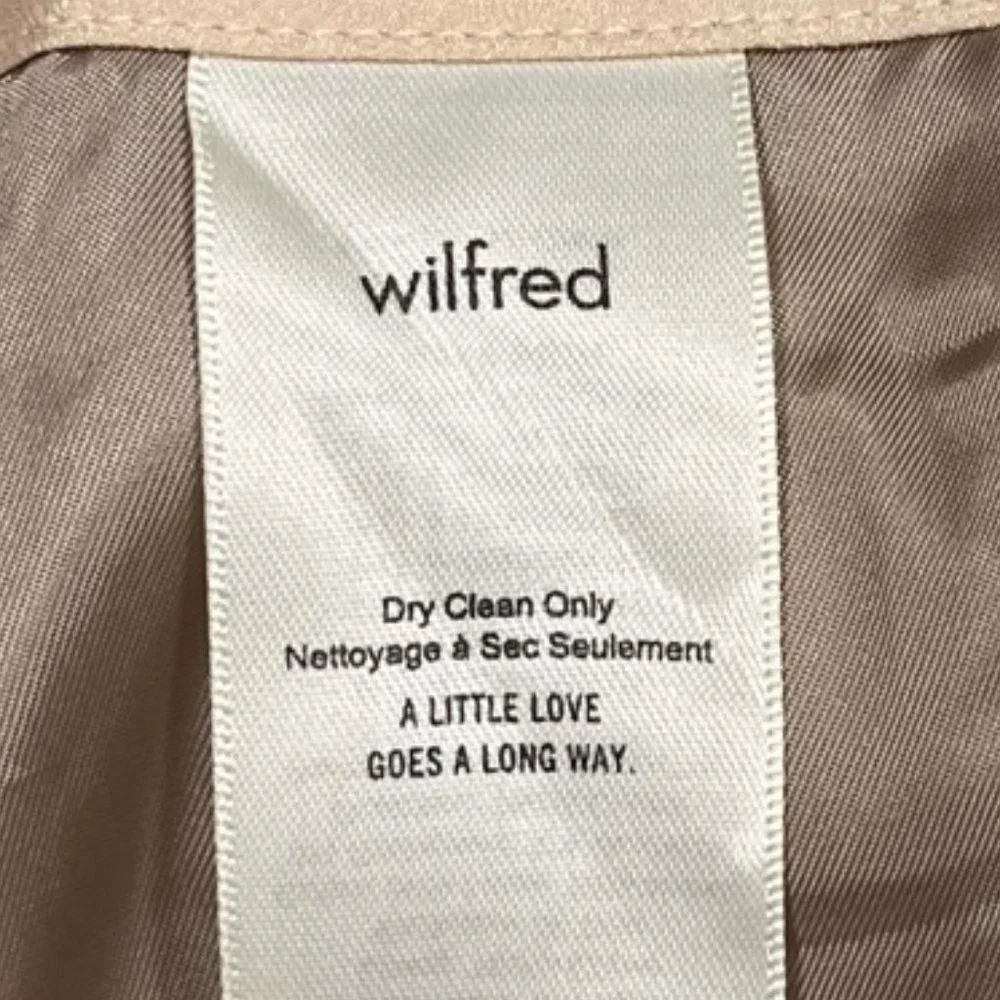 wilfred
Dry Clean Only
Nettoyage à Sec Seulement
A LITTLE LOVE
GOES A LONG WAY.